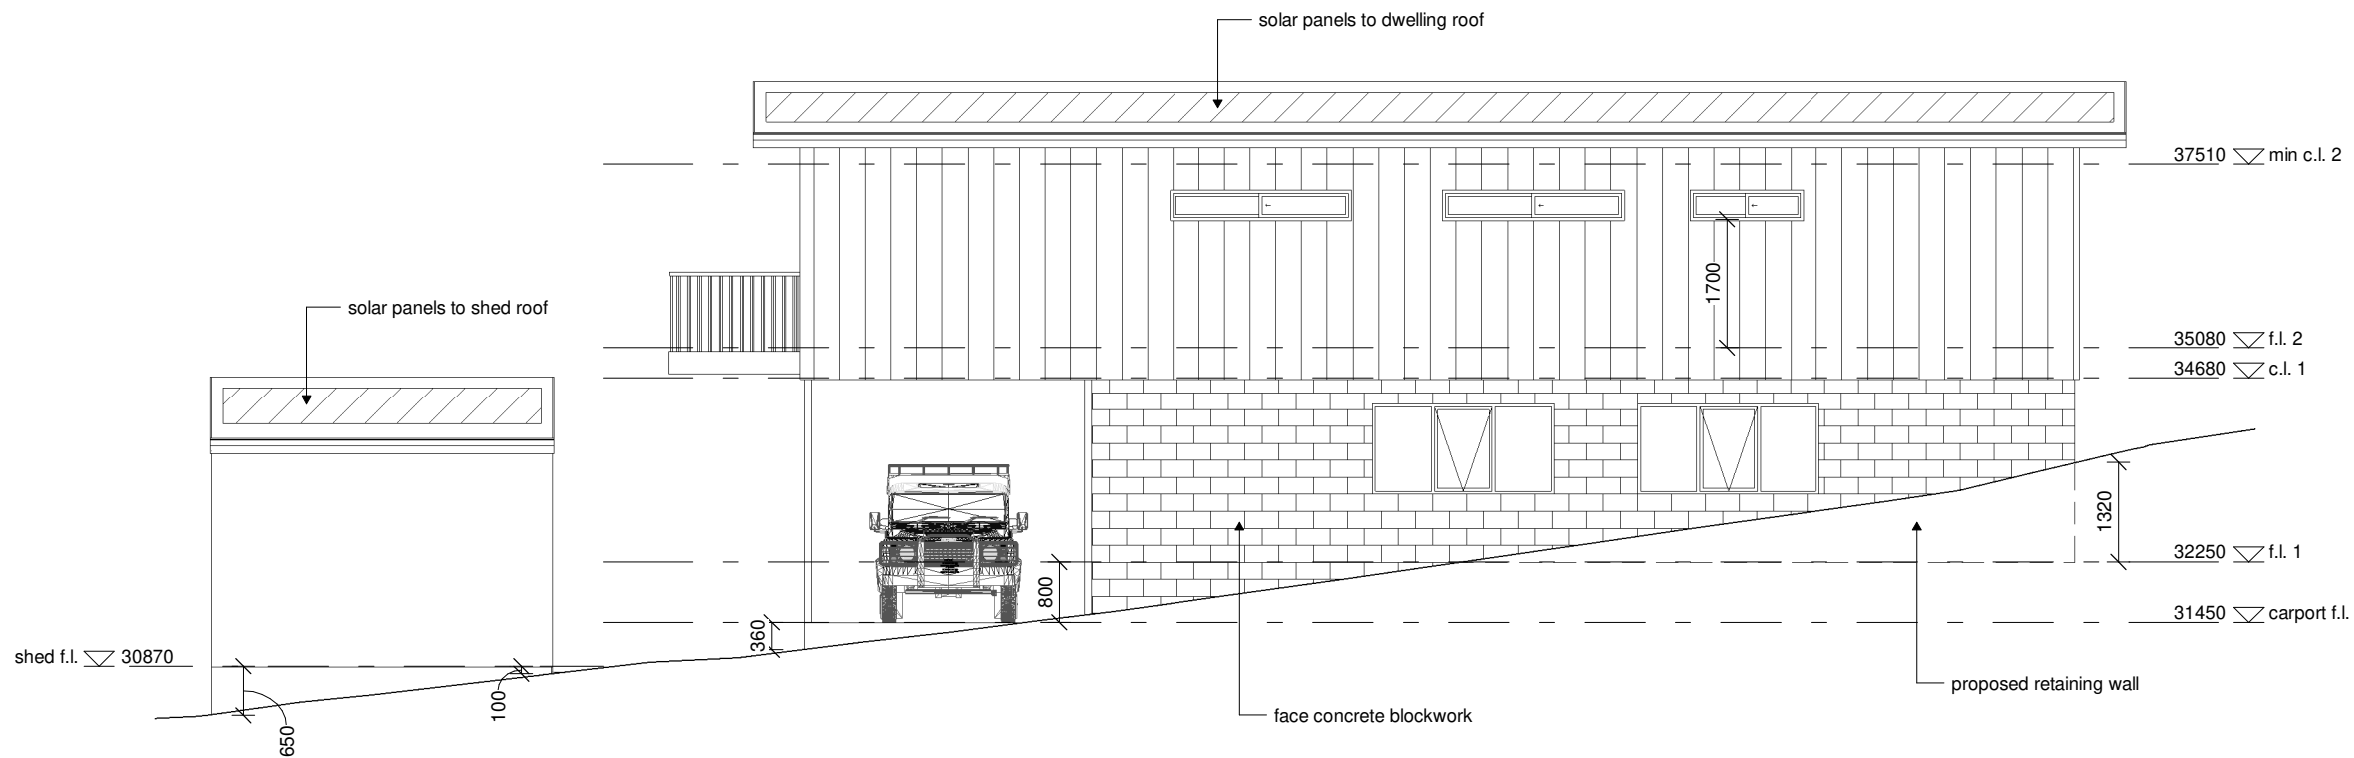 solar panels to dwelling roof
37510 min c.l. 2
1700
solar panels to shed roof
35080 f.l. 2
34680 c.l. 1
1320
32250 f.l. 1
800
31450 carport f.l.
360
shed f.l. 30870
100
proposed retaining wall
face concrete blockwork
650